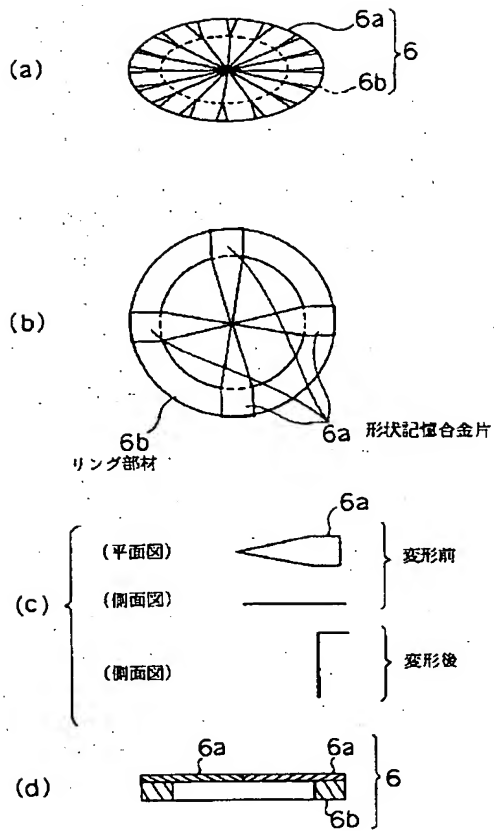 (a)
6a
6
6b
(b)
6b
リング部材
6a 形状記憶合金片
(c)
6a
(平面図)
変形前
(側面図)
(側面図)
変形後
(d)
6a
6a
6
6b